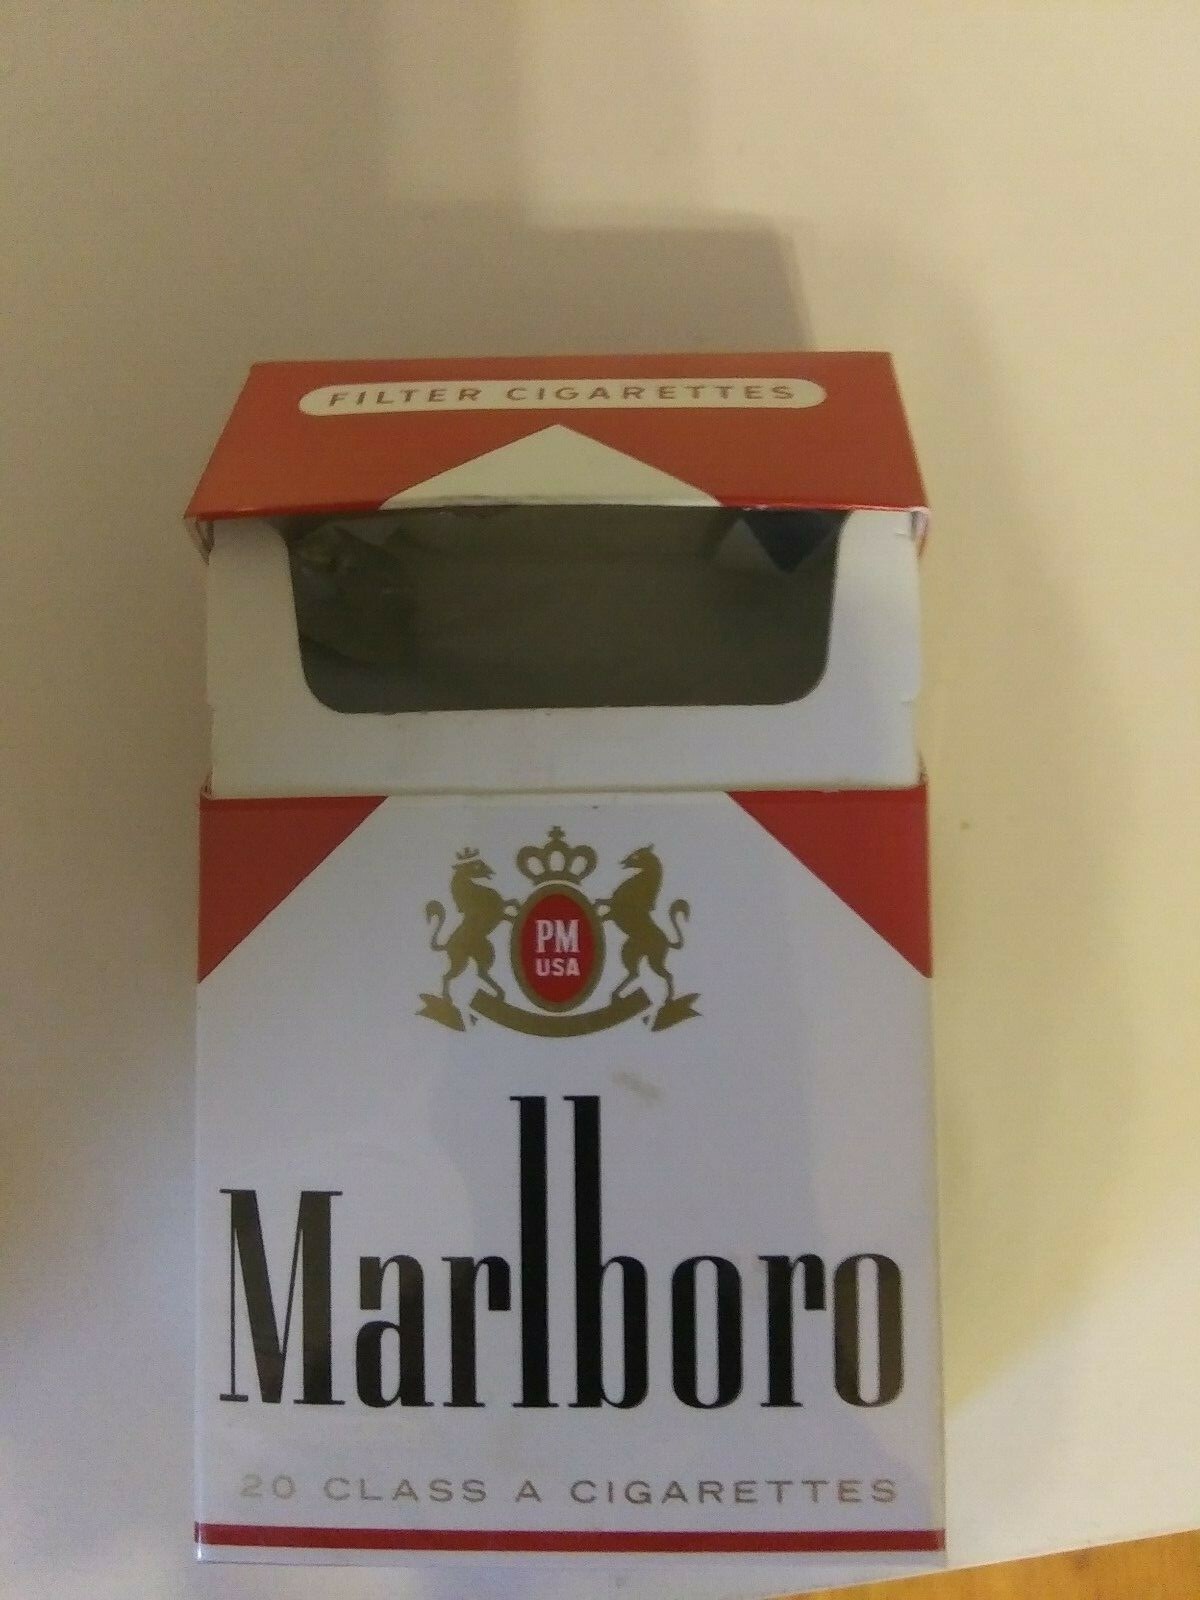 FILTER CIGARETTES
PM
USA
Marlboro
20 CLASS A CIGARETTES